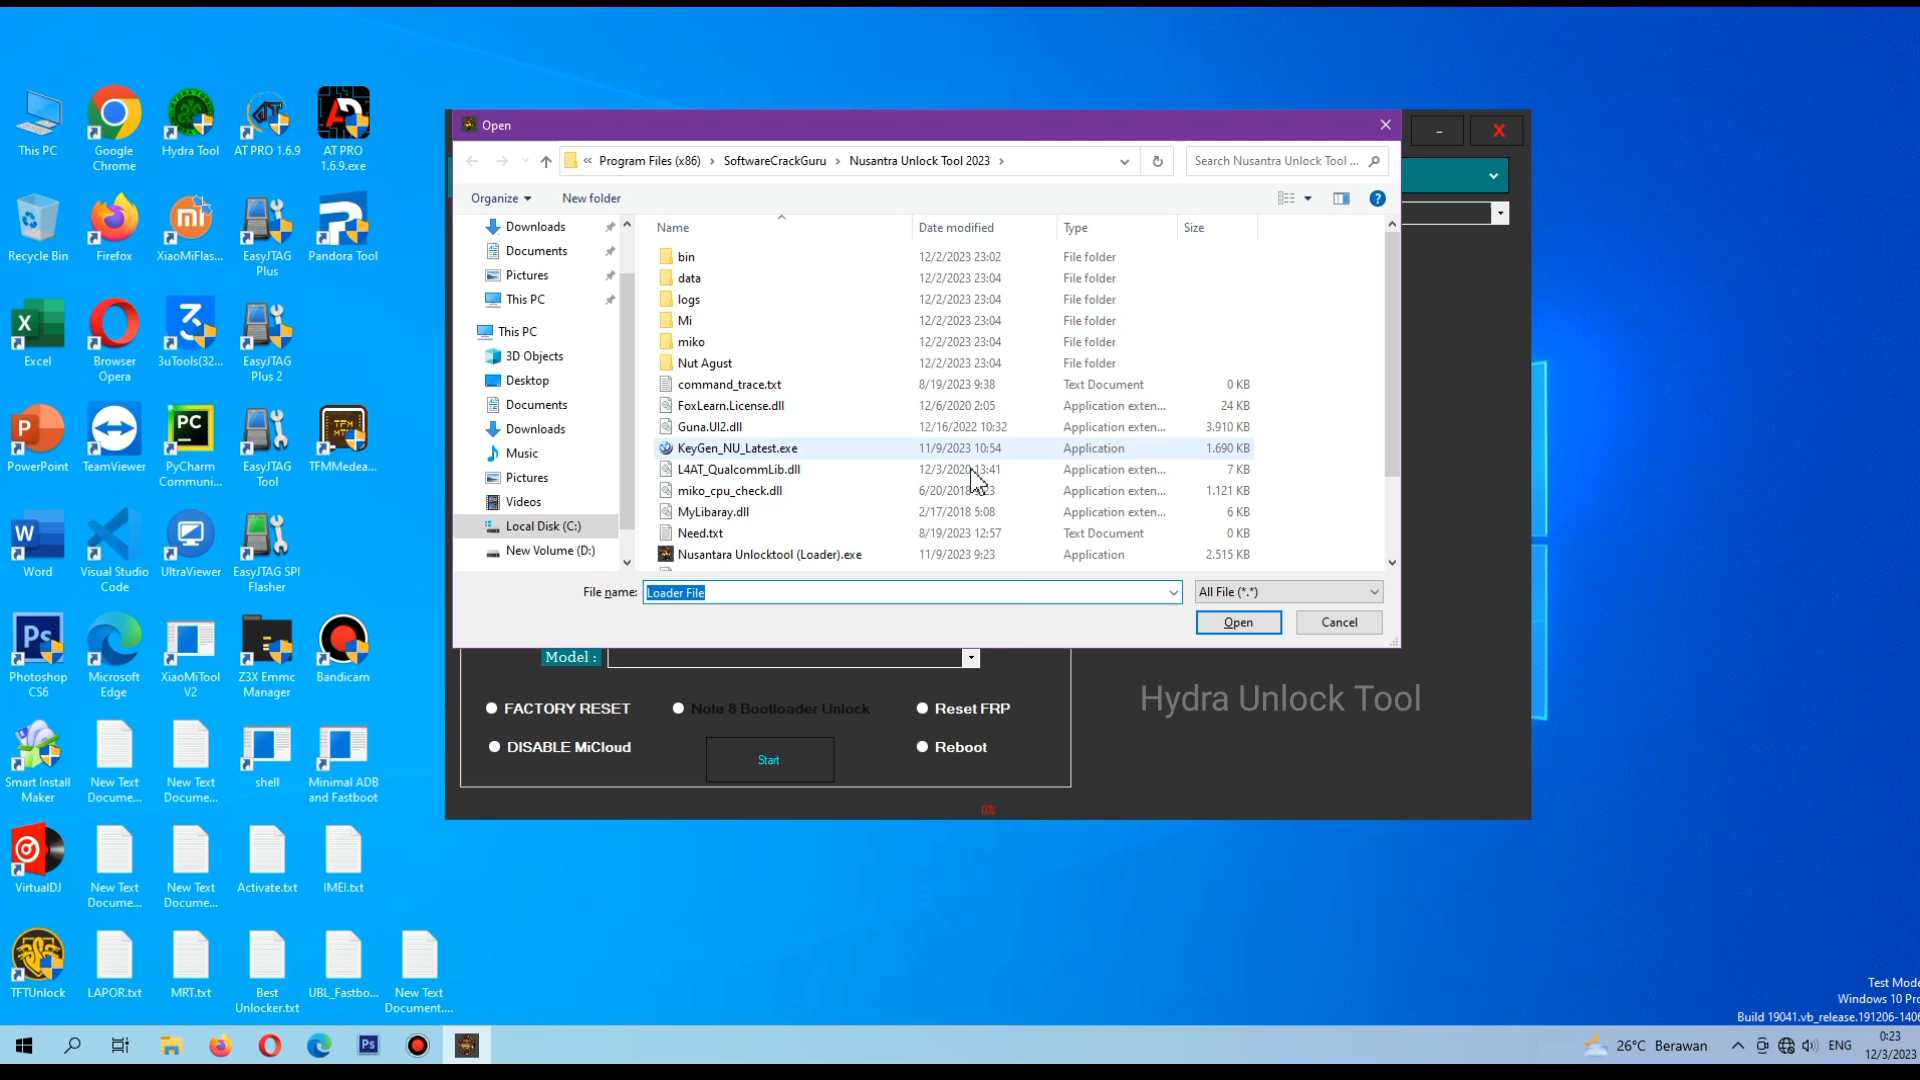 This PC
Google Chrome
Hydra Tool
AT PRO 1.6.9
AT PRO 1.6.9.exe
Recycle Bin
Firefox
XiaoMiFlas...
EasyJTAG Plus
Pandora Tool
Excel
Browser Opera
3uTools(32...
EasyJTAG Plus 2
PowerPoint
TeamViewer
PyCharm Communi...
EasyJTAG Tool
TFMMedea...
Word
Visual Studio Code
UltraViewer
EasyJTAG SPI Flasher
Photoshop CS6
Microsoft Edge
XiaoMiTool V2
Z3X Emmc Manager
Bandicam
Smart Install Maker
New Text Docume...
New Text Docume...
shell
Minimal ADB and Fastboot
VirtualDJ
New Text Docume...
New Text Docume...
Activate.txt
IMEI.txt
TFTUnlock
LAPOR.txt
MRT.txt
Best Unlocker.txt
UBL_Fastbo...
New Text Document....
Open
« Program Files (x86) › SoftwareCrackGuru › Nusantra Unlock Tool 2023 ›
Search Nusantra Unlock Tool ...
Organize
New folder
Downloads
Documents
Pictures
This PC
This PC
3D Objects
Desktop
Documents
Downloads
Music
Pictures
Videos
Local Disk (C:)
New Volume (D:)
Name Date modified Type Size
bin 12/2/2023 23:02 File folder
data 12/2/2023 23:04 File folder
logs 12/2/2023 23:04 File folder
Mi 12/2/2023 23:04 File folder
miko 12/2/2023 23:04 File folder
Nut Agust 12/2/2023 23:04 File folder
command_trace.txt 8/19/2023 9:38 Text Document 0 KB
FoxLearn.License.dll 12/6/2020 2:05 Application exten... 24 KB
Guna.UI2.dll 12/16/2022 10:32 Application exten... 3.910 KB
KeyGen_NU_Latest.exe 11/9/2023 10:54 Application 1.690 KB
L4AT_QualcommLib.dll 12/3/2020 13:41 Application exten... 7 KB
miko_cpu_check.dll 6/20/2018 Application exten... 1.121 KB
MyLibaray.dll 2/17/2018 5:08 Application exten... 6 KB
Need.txt 8/19/2023 12:57 Text Document 0 KB
Nusantara Unlocktool (Loader).exe 11/9/2023 9:23 Application 2.515 KB
File name: Loader File
All File (*.*)
Open
Cancel
X
Model :
FACTORY RESET
Note 8 Bootloader Unlock
Reset FRP
DISABLE MiCloud
Start
Reboot
0%
Hydra Unlock Tool
Test Mode
Windows 10 Pro
Build 19041.vb_release.191206-1406
26°C Berawan
ENG
0:23
12/3/2023